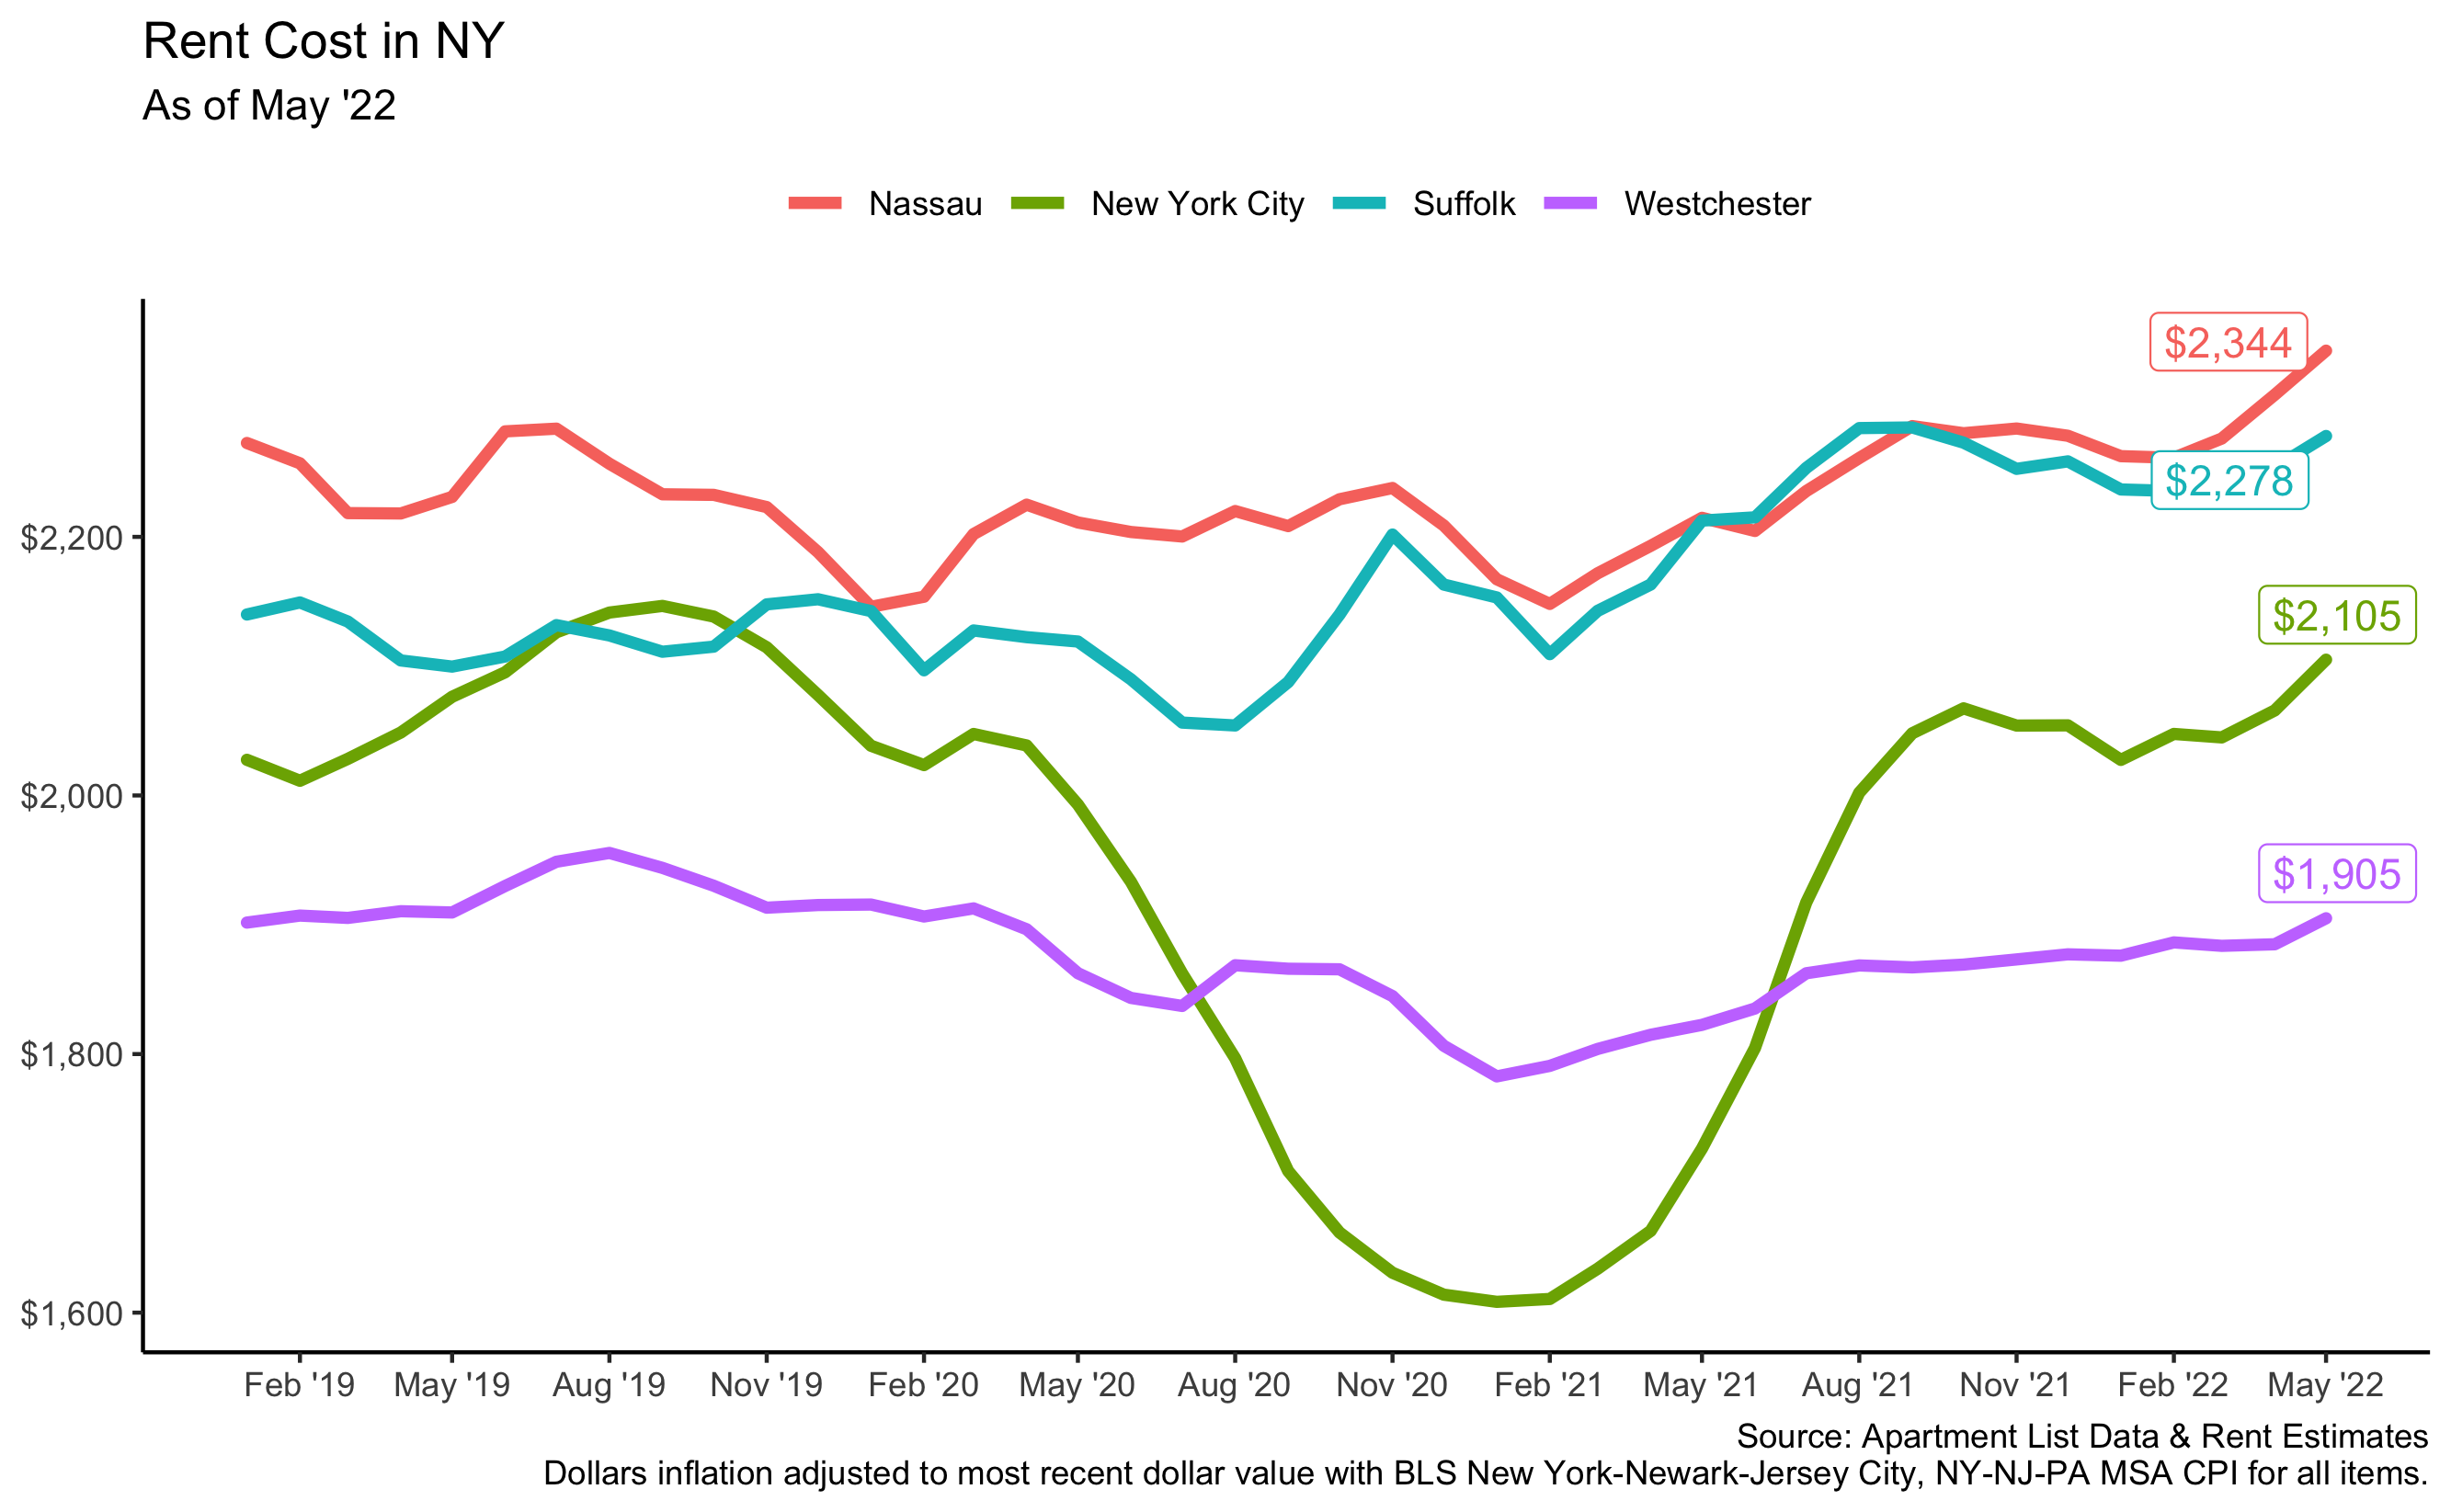 Rent Cost in NY
As of May '22
Nassau New York City Suffolk Westchester
$2,344
$2,278
$2,200
$2,105
$2,000
$1,905
$1,800
$1,600
Feb '19 May '19 Aug '19 Nov '19 Feb '20 May '20 Aug '20 Nov '20 Feb '21 May '21 Aug '21 Nov '21 Feb '22 May '22
Source: Apartment List Data & Rent Estimates
Dollars inflation adjusted to most recent dollar value with BLS New York-Newark-Jersey City, NY-NJ-PA MSA CPI for all items.